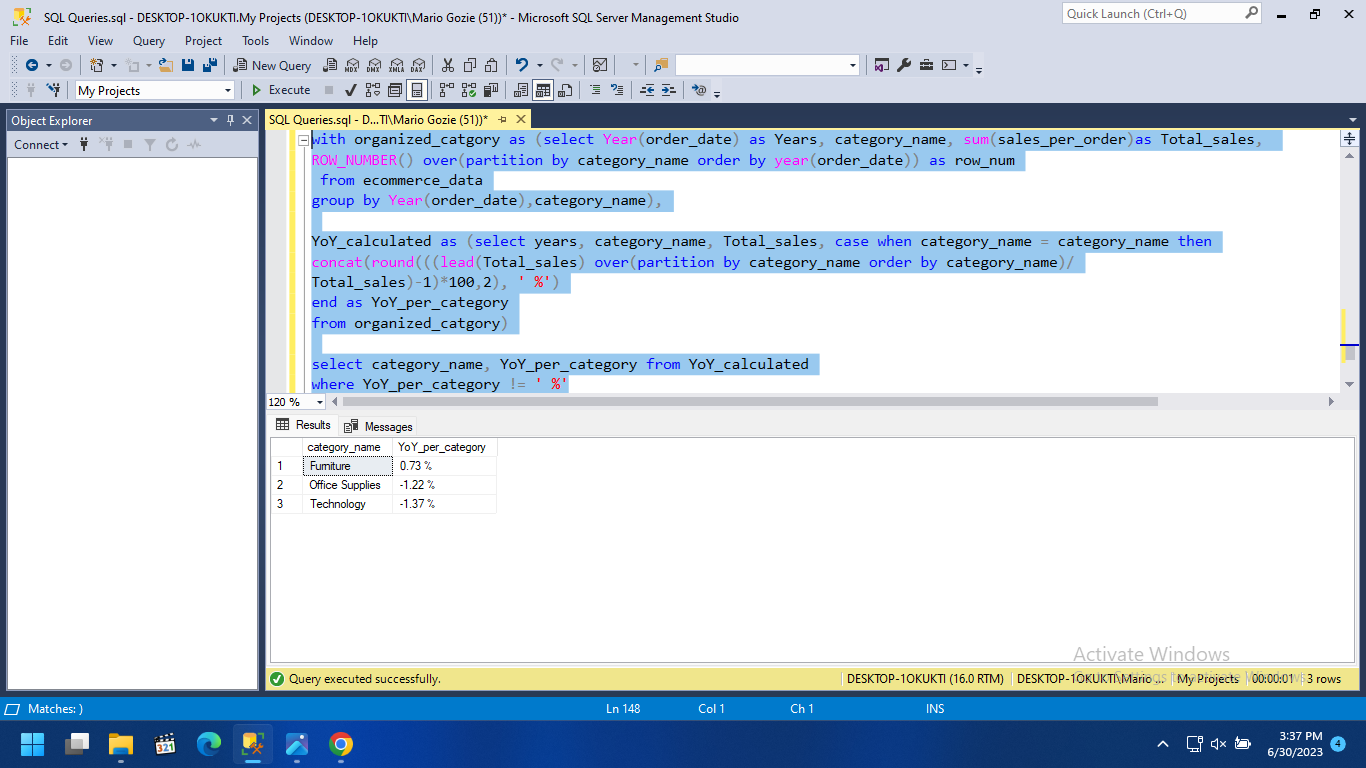 SQL Queries.sql - DESKTOP-1OKUKTI.My Projects (DESKTOP-1OKUKTI\Mario Gozie (51))* - Microsoft SQL Server Management Studio
Quick Launch (Ctrl+Q)
File Edit View Query Project Tools Window Help
New Query MDX DMX XMLA DAX
My Projects Execute
Object Explorer
Connect
SQL Queries.sql - D...TI\Mario Gozie (51))*
with organized_catgory as (select Year(order_date) as Years, category_name, sum(sales_per_order)as Total_sales,
ROW_NUMBER() over(partition by category_name order by year(order_date)) as row_num
from ecommerce_data
group by Year(order_date),category_name),
YoY_calculated as (select years, category_name, Total_sales, case when category_name = category_name then
concat(round(((lead(Total_sales) over(partition by category_name order by category_name)/
Total_sales)-1)*100,2), ' %')
end as YoY_per_category
from organized_catgory)
select category_name, YoY_per_category from YoY_calculated
where YoY_per_category != ' %'
120 %
Results Messages
category_name YoY_per_category
1 Furniture 0.73 %
2 Office Supplies -1.22 %
3 Technology -1.37 %
Activate Windows
Query executed successfully. DESKTOP-1OKUKTI (16.0 RTM) DESKTOP-1OKUKTI\Mario ... My Projects 00:00:01 3 rows
Matches: ) Ln 148 Col 1 Ch 1 INS
321
3:37 PM
6/30/2023 4